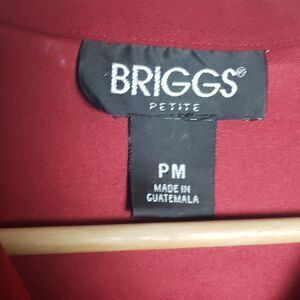 BRIGGS®
PETITE
PM
MADE IN
GUATEMALA